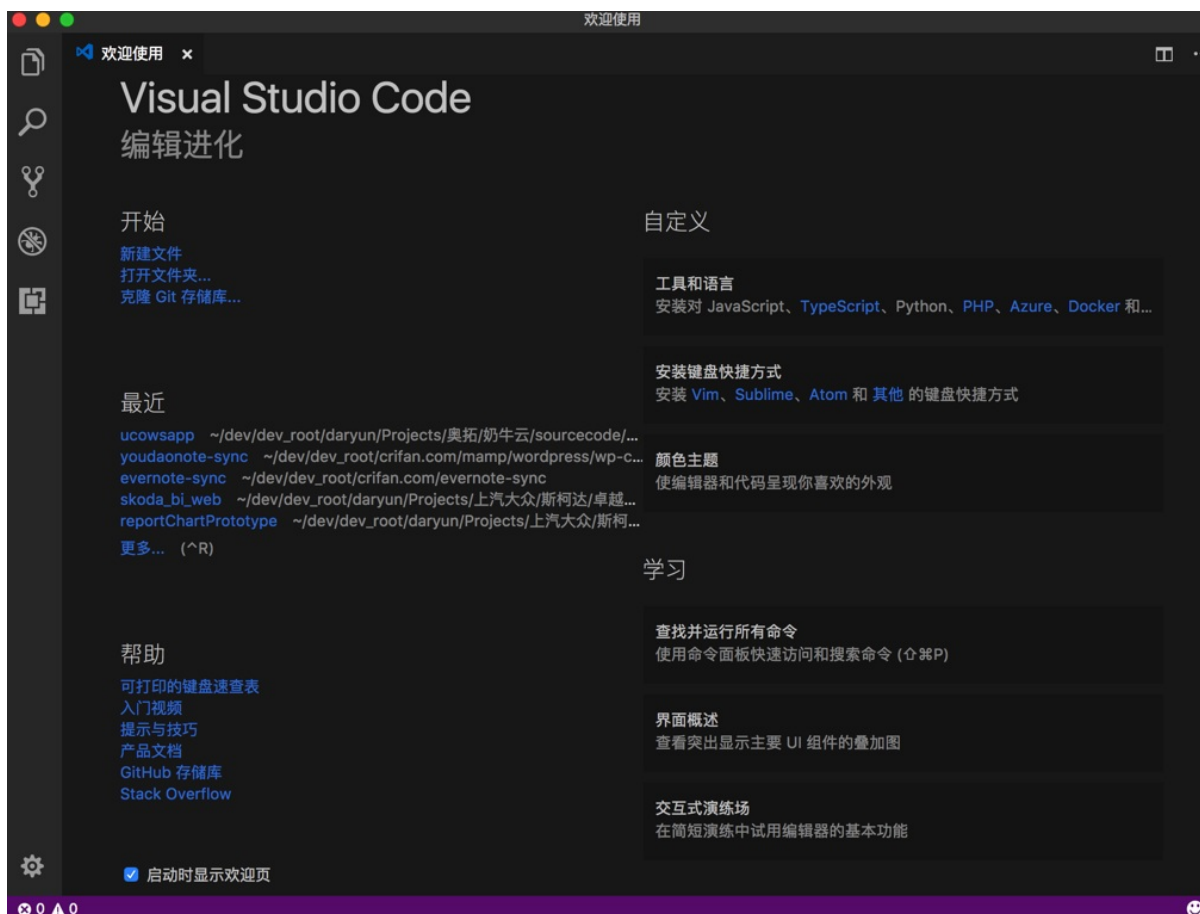 欢迎使用
欢迎使用
Visual Studio Code
编辑进化
开始
新建文件
打开文件夹...
克隆 Git 存储库...
最近
ucowsapp ~/dev/dev_root/daryun/Projects/奥拓/奶牛云/sourcecode/...
youdaonote-sync ~/dev/dev_root/crifan.com/mamp/wordpress/wp-c...
evernote-sync ~/dev/dev_root/crifan.com/evernote-sync
skoda_bi_web ~/dev/dev_root/daryun/Projects/上汽大众/斯柯达/卓越...
reportChartPrototype ~/dev/dev_root/daryun/Projects/上汽大众/斯柯...
更多... (^R)
帮助
可打印的键盘速查表
入门视频
提示与技巧
产品文档
GitHub 存储库
Stack Overflow
启动时显示欢迎页
自定义
工具和语言
安装对 JavaScript、TypeScript、Python、PHP、Azure、Docker 和...
安装键盘快捷方式
安装 Vim、Sublime、Atom 和 其他 的键盘快捷方式
颜色主题
使编辑器和代码呈现你喜欢的外观
学习
查找并运行所有命令
使用命令面板快速访问和搜索命令 (⇧⌘P)
界面概述
查看突出显示主要 UI 组件的叠加图
交互式演练场
在简短演练中试用编辑器的基本功能
0 0